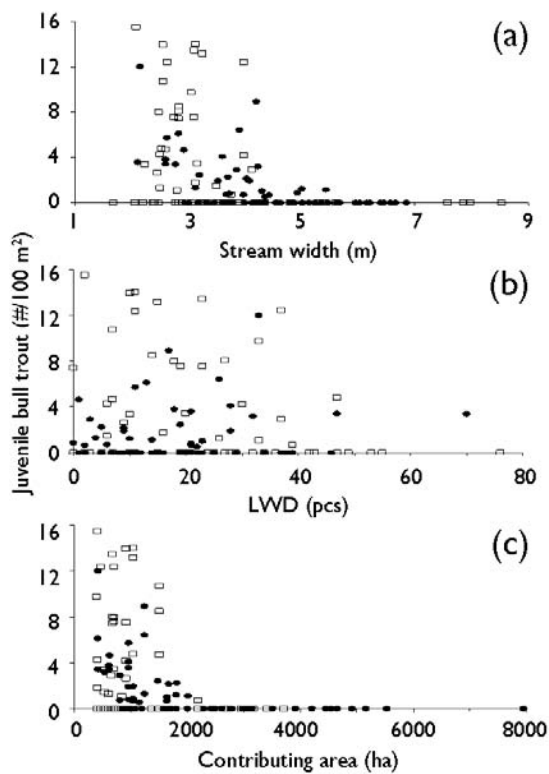 Juvenile bull trout (#/100 m²)
16
12
8
4
0
(a)
1 3 5 7 9
Stream width (m)
16
12
8
4
0
(b)
0 20 40 60 80
LWD (pcs)
16
12
8
4
0
(c)
2000 4000 6000 8000
Contributing area (ha)